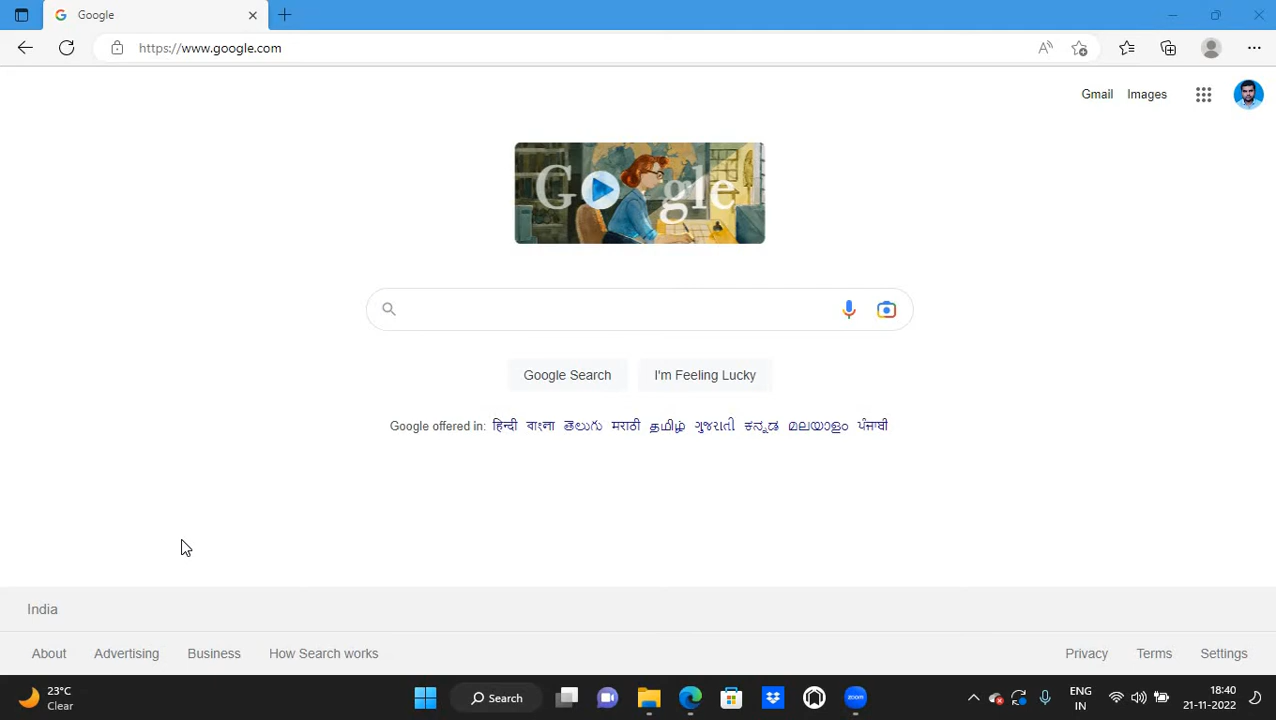 Google
https://www.google.com
Gmail Images
Google
Google Search I'm Feeling Lucky
Google offered in: हिन्दी বাংলা తెలుగు मराठी தமிழ் ગુજરાતી ಕನ್ನಡ മലയാളം ਪੰਜਾਬੀ
India
About Advertising Business How Search works Privacy Terms Settings
23°C
Clear
Search
zoom
ENG
IN
18:40
21-11-2022